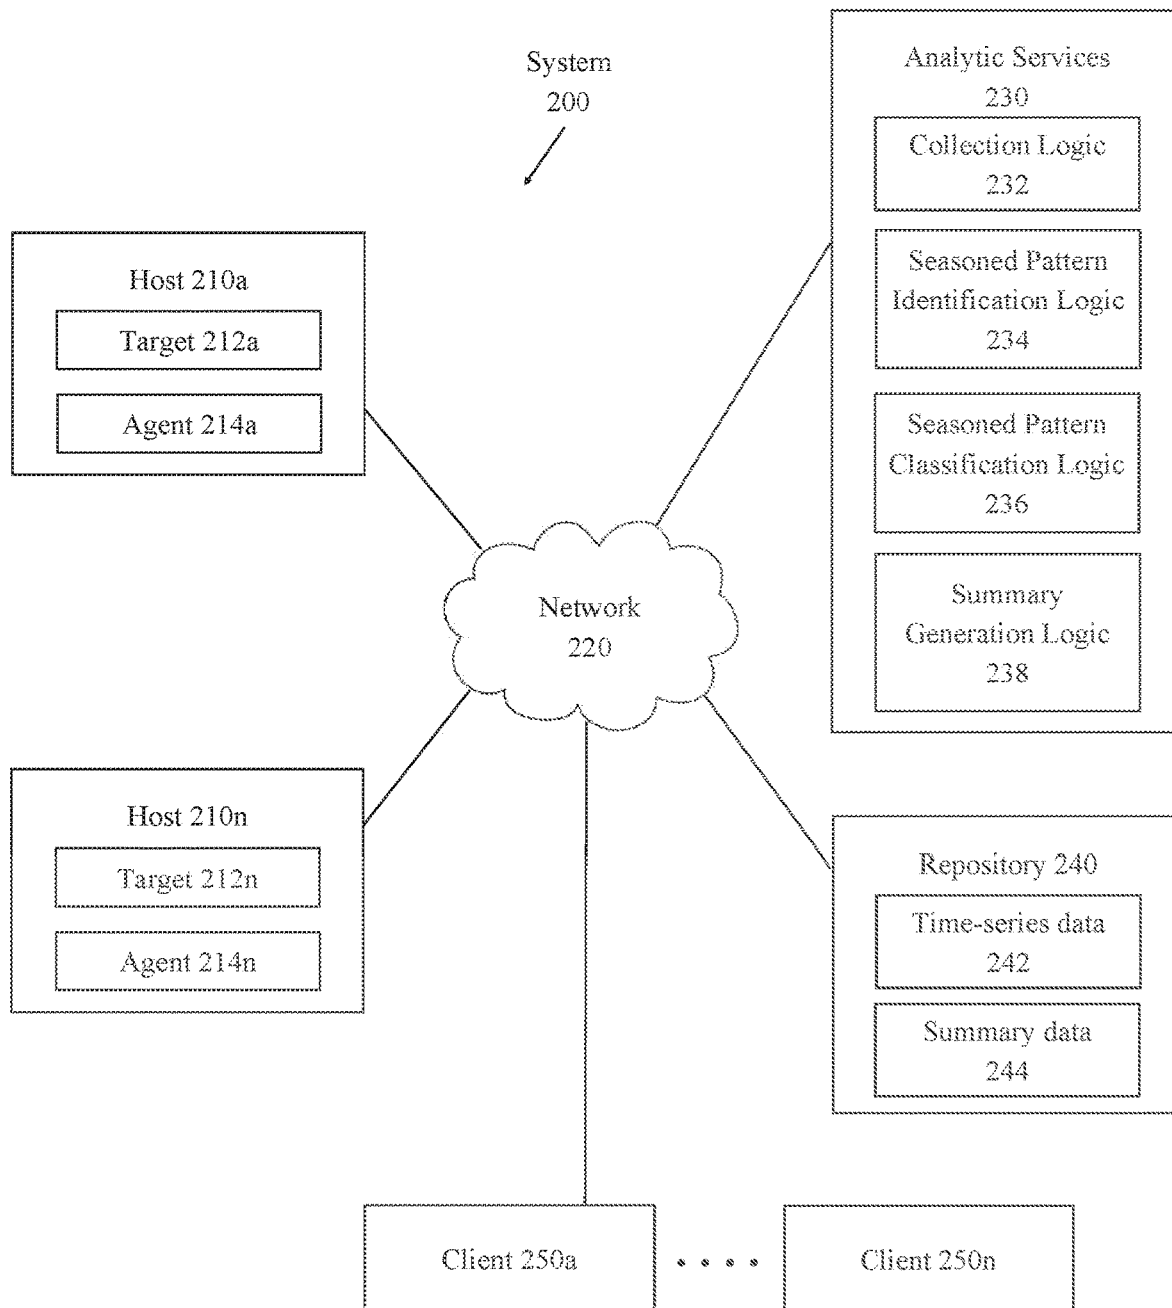 System
200
Analytic Services
230
Collection Logic
232
Seasoned Pattern
Identification Logic
234
Seasoned Pattern
Classification Logic
236
Summary
Generation Logic
238
Host 210a
Target 212a
Agent 214a
Network
220
Host 210n
Target 212n
Agent 214n
Repository 240
Time-series data
242
Summary data
244
Client 250a
Client 250n